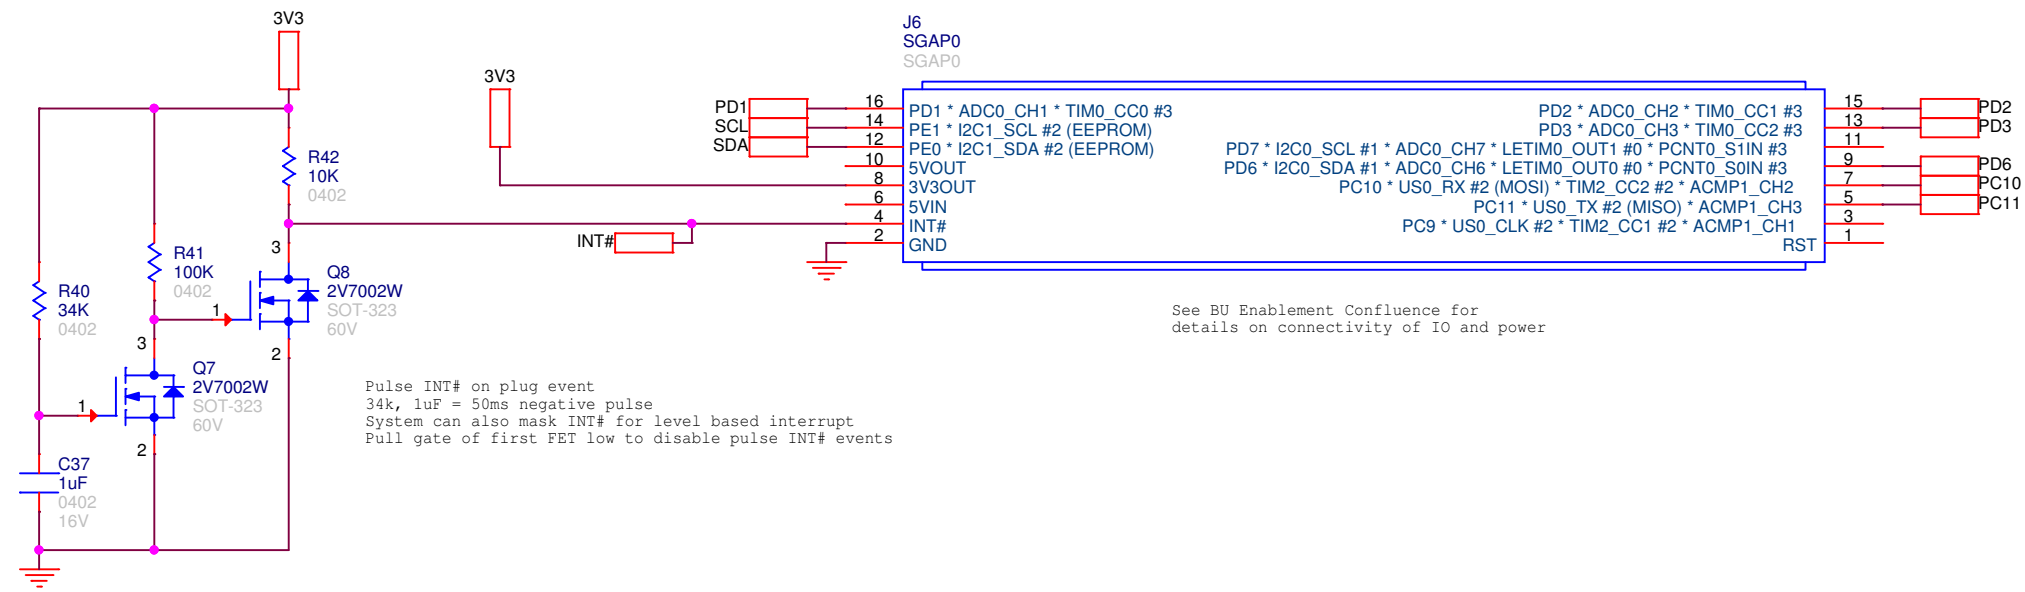 3V3
R42
10K
0402
R41
100K
0402
R40
34K
0402
3
Q8
2V7002W
SOT-323
60V
1
2
3
Q7
2V7002W
SOT-323
60V
1
2
C37
1uF
0402
16V
Pulse INT# on plug event
34k, 1uF = 50ms negative pulse
System can also mask INT# for level based interrupt
Pull gate of first FET low to disable pulse INT# events
3V3
INT#
J6
SGAP0
SGAP0
PD1
SCL
SDA
16
14
12
10
8
6
4
2
PD1 * ADC0_CH1 * TIM0_CC0 #3
PE1 * I2C1_SCL #2 (EEPROM)
PE0 * I2C1_SDA #2 (EEPROM)
5VOUT
3V3OUT
5VIN
INT#
GND
PD2 * ADC0_CH2 * TIM0_CC1 #3
PD3 * ADC0_CH3 * TIM0_CC2 #3
PD7 * I2C0_SCL #1 * ADC0_CH7 * LETIM0_OUT1 #0 * PCNT0_S1IN #3
PD6 * I2C0_SDA #1 * ADC0_CH6 * LETIM0_OUT0 #0 * PCNT0_S0IN #3
PC10 * US0_RX #2 (MOSI) * TIM2_CC2 #2 * ACMP1_CH2
PC11 * US0_TX #2 (MISO) * ACMP1_CH3
PC9 * US0_CLK #2 * TIM2_CC1 #2 * ACMP1_CH1
RST
15
13
11
9
7
5
3
1
PD2
PD3
PD6
PC10
PC11
See BU Enablement Confluence for
details on connectivity of IO and power